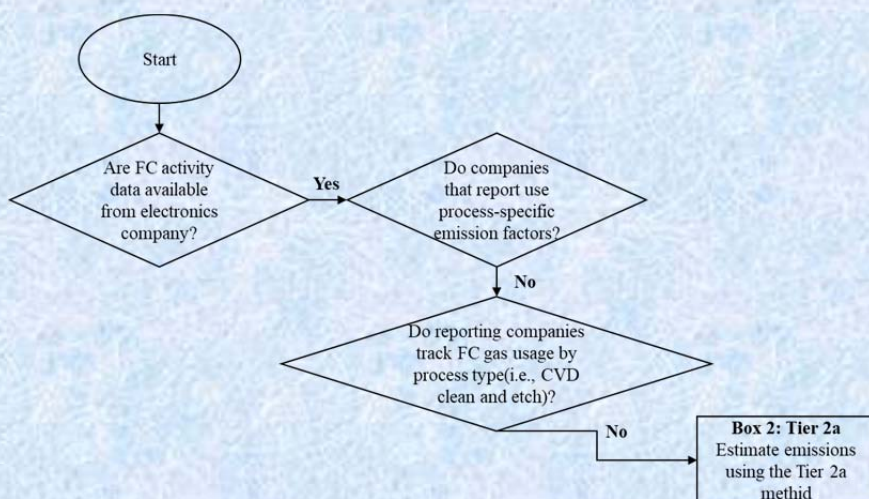 Start
Are FC activity
data available
from electronics
company?
Yes
Do companies
that report use
process-specific
emission factors?
No
Do reporting companies
track FC gas usage by
process type(i.e., CVD
clean and etch)?
No
Box 2: Tier 2a
Estimate emissions
using the Tier 2a
methid